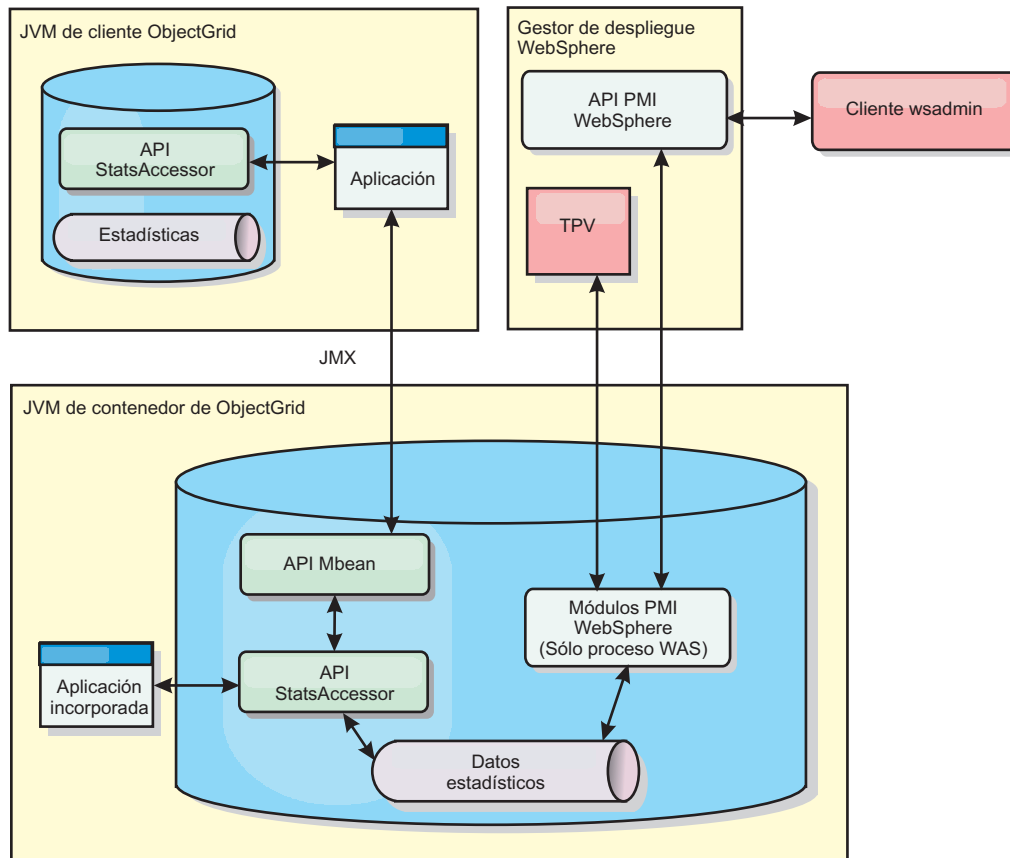 JVM de cliente ObjectGrid
API
StatsAccessor
Estadísticas
Aplicación
Gestor de despliegue
WebSphere
API PMI
WebSphere
TPV
Cliente wsadmin
JMX
JVM de contenedor de ObjectGrid
API Mbean
API
StatsAccessor
Aplicación
incorporada
Módulos PMI
WebSphere
(Sólo proceso WAS)
Datos
estadísticos